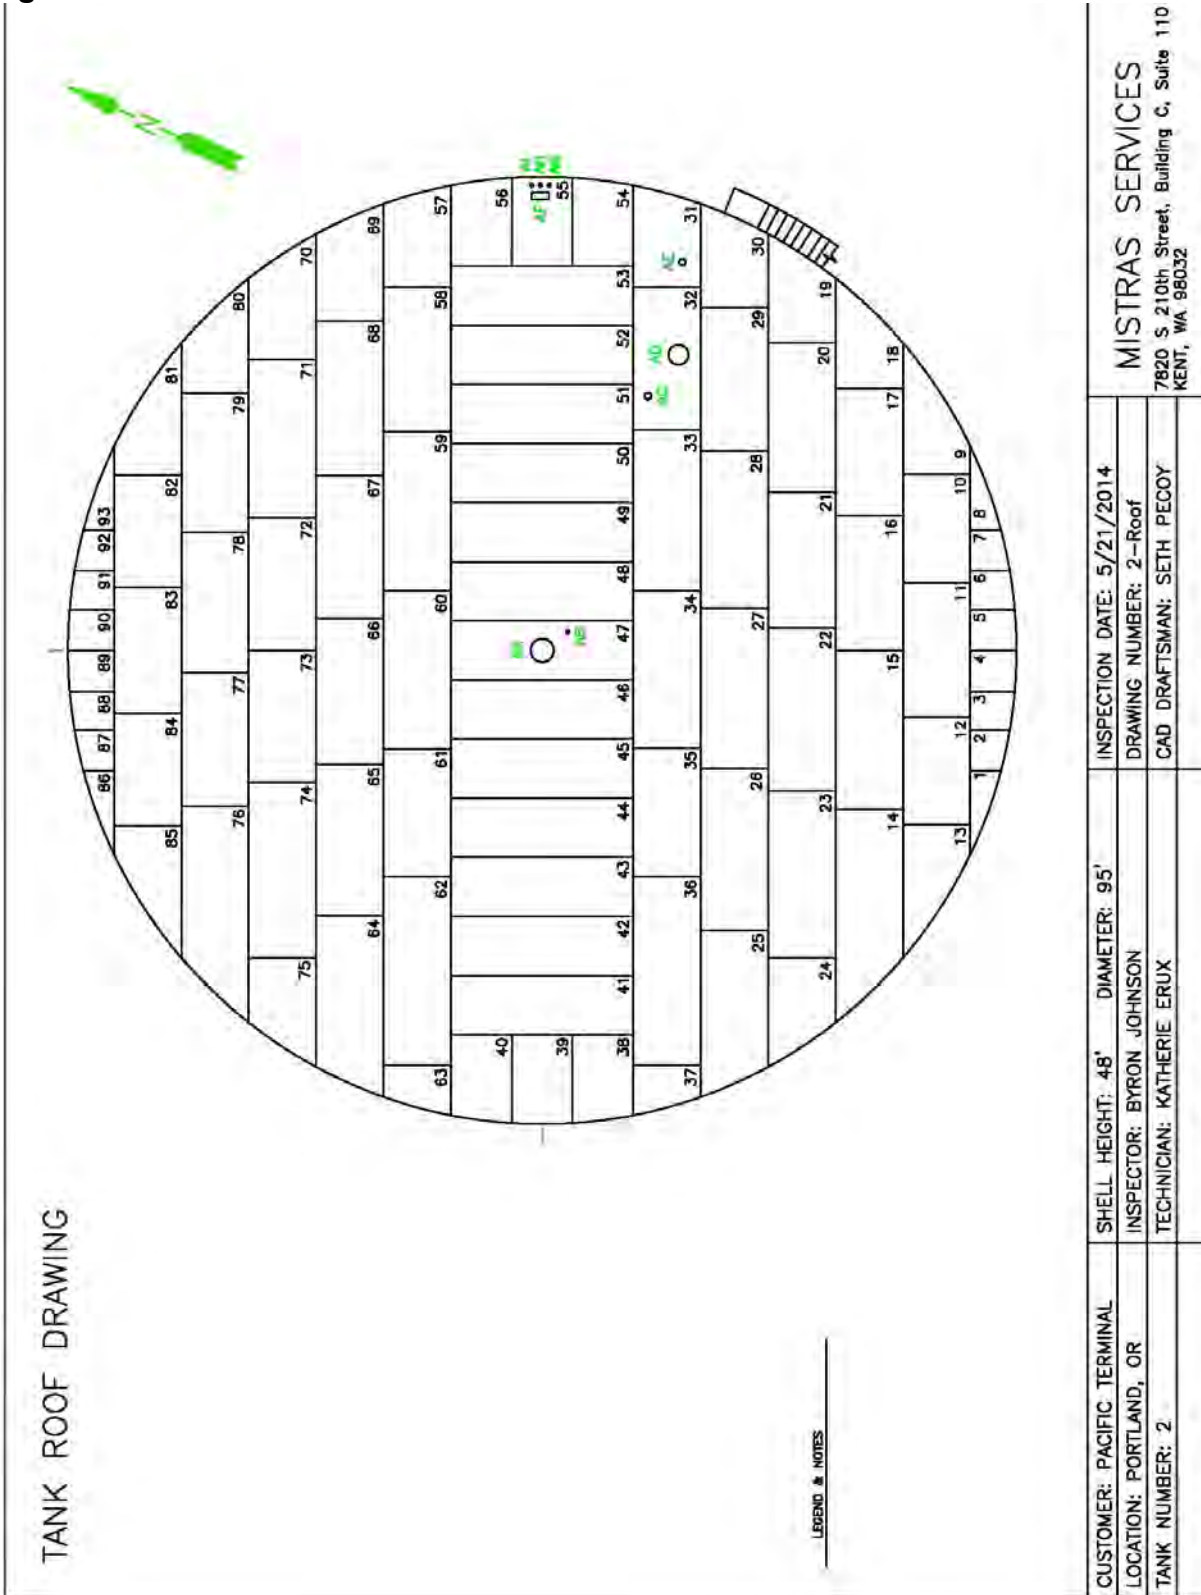 TANK ROOF DRAWING
N
86 87 88 89 90 91 92 93
85 84 83 82 81
76 77 78 79 80
75 74 73 72 71 70
64 65 66 67 68 69
63 62 61 60 59 58 57
40 56
39 55
AF
38 41 42 43 44 45 46 47 48 49 50 51 52 53 54
AC AD AE
37 36 35 34 33 32 31
25 26 27 28 29 30
24 23 22 21 20 19
14 15 16 17 18
13 12 11 10 9
1 2 3 4 5 6 7 8
LEGEND & NOTES
CUSTOMER: PACIFIC TERMINAL
LOCATION: PORTLAND, OR
TANK NUMBER: 2
SHELL HEIGHT: 48' DIAMETER: 95'
INSPECTOR: BYRON JOHNSON
TECHNICIAN: KATHERIE ERUX
INSPECTION DATE: 5/21/2014
DRAWING NUMBER: 2-Roof
CAD DRAFTSMAN: SETH PECOY
MISTRAS SERVICES
7820 S 210th Street, Building C, Suite 110
KENT, WA 98032